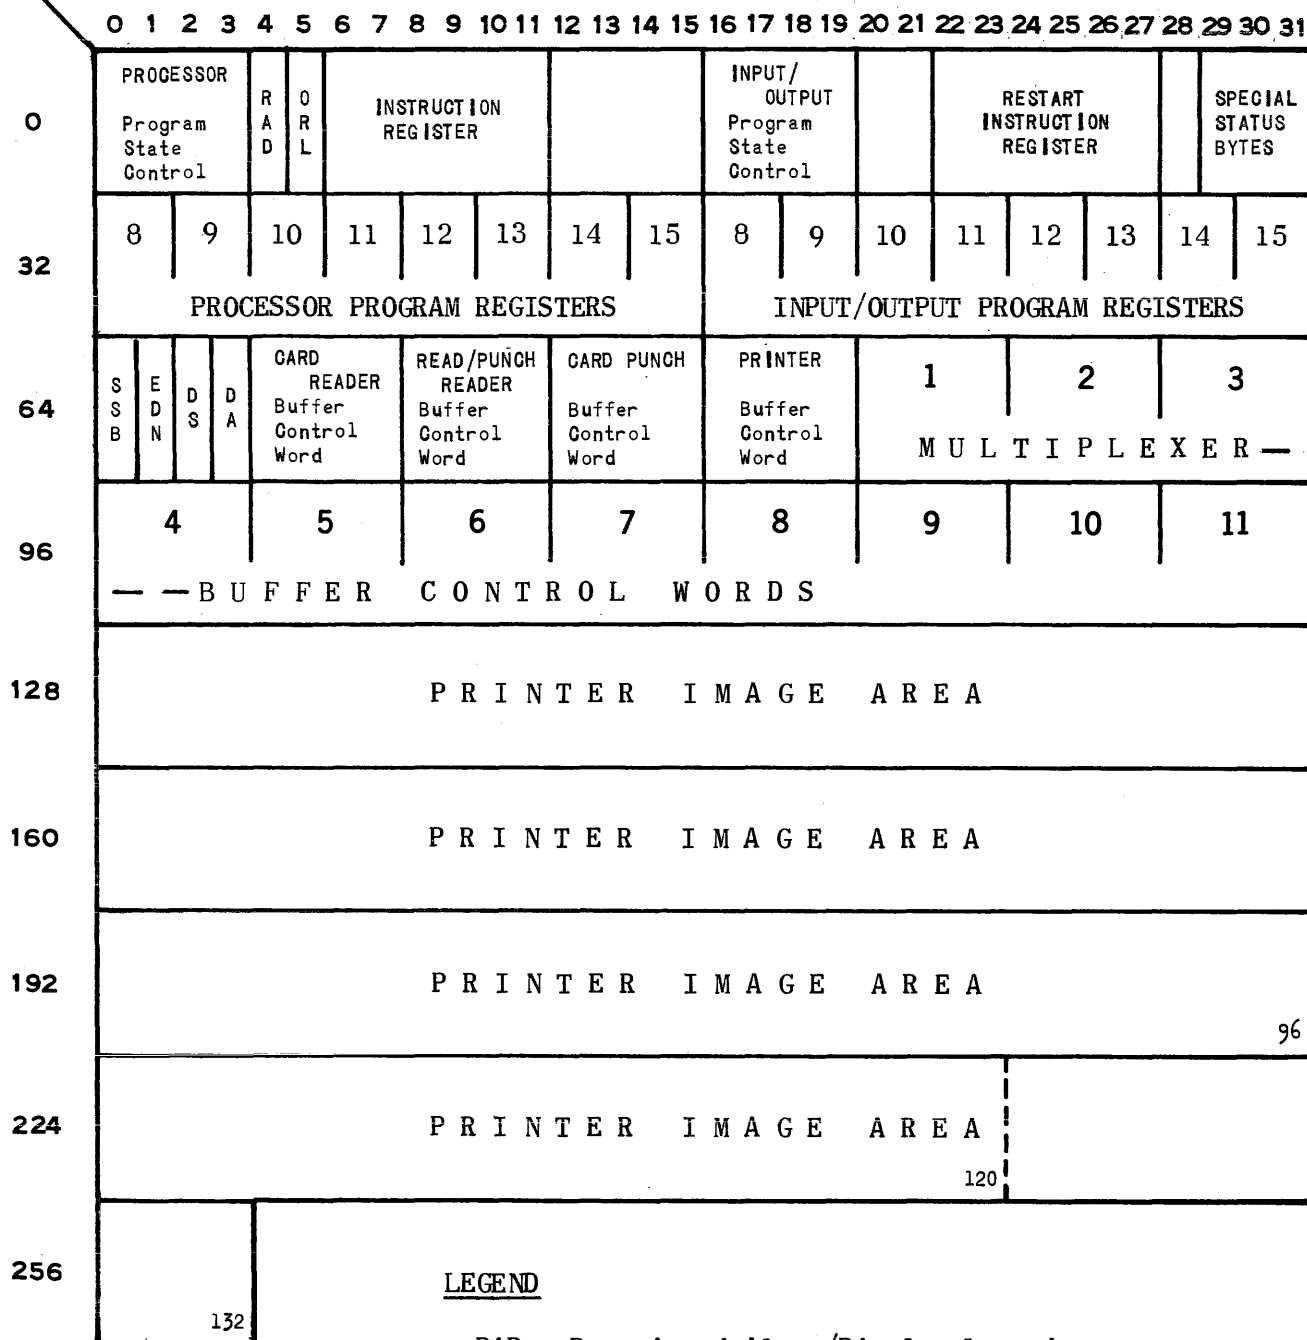 0 1 2 3 4 5 6 7 8 9 10 11 12 13 14 15 16 17 18 19 20 21 22 23 24 25 26 27 28 29 30 31
0
PROCESSOR
Program
State
Control
RAD
ORL
INSTRUCTION
REGISTER
INPUT/
OUTPUT
Program
State
Control
RESTART
INSTRUCTION
REGISTER
SPECIAL
STATUS
BYTES
32
8 9 10 11 12 13 14 15 8 9 10 11 12 13 14 15
PROCESSOR PROGRAM REGISTERS
INPUT/OUTPUT PROGRAM REGISTERS
64
SSB
EDN
DS
DA
CARD
READER
Buffer
Control
Word
READ/PUNCH
READER
Buffer
Control
Word
CARD PUNCH
Buffer
Control
Word
PRINTER
Buffer
Control
Word
1 2 3
MULTIPLEXER—
96
4 5 6 7 8 9 10 11
— —BUFFER CONTROL WORDS
128
PRINTER IMAGE AREA
160
PRINTER IMAGE AREA
192
PRINTER IMAGE AREA
96
224
PRINTER IMAGE AREA
120
256
132
LEGEND